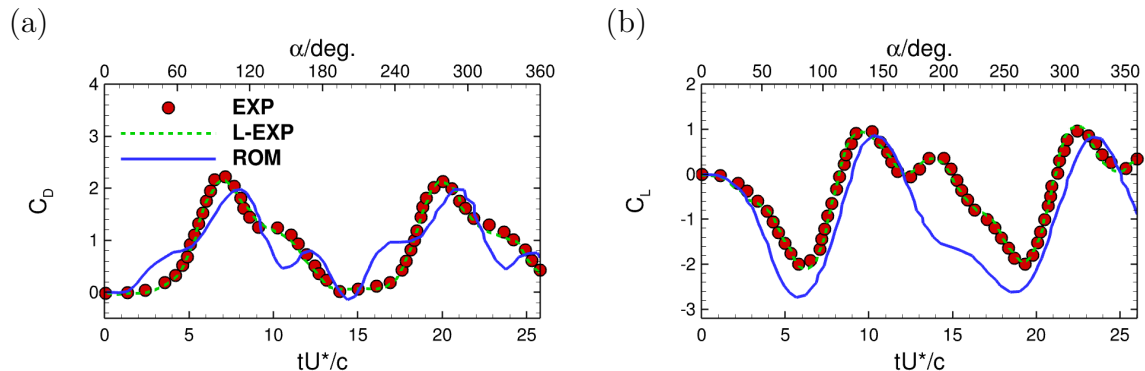 (a)
α/deg.
0 60 120 180 240 300 360
4
3
2
1
0
C_D
EXP
L-EXP
ROM
0 5 10 15 20 25
tU*/c
(b)
α/deg.
0 50 100 150 200 250 300 350
2
1
0
-1
-2
-3
C_L
0 5 10 15 20 25
tU*/c